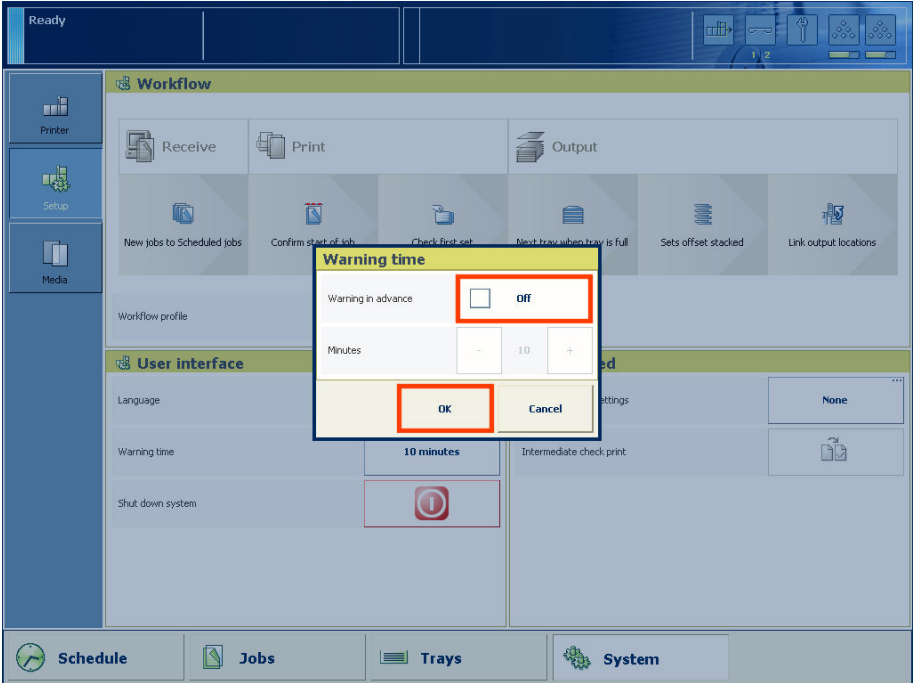 Ready
1 2
Printer
Setup
Media
Workflow
Receive
Print
Output
New jobs to Scheduled jobs
Confirm start of job
Check first set
Next tray when tray is full
Sets offset stacked
Link output locations
Workflow profile
Warning time
Warning in advance
Off
Minutes
- 10 +
OK
Cancel
User interface
ed
Language
ettings
None
Warning time
10 minutes
Intermediate check print
Shut down system
Schedule
Jobs
Trays
System